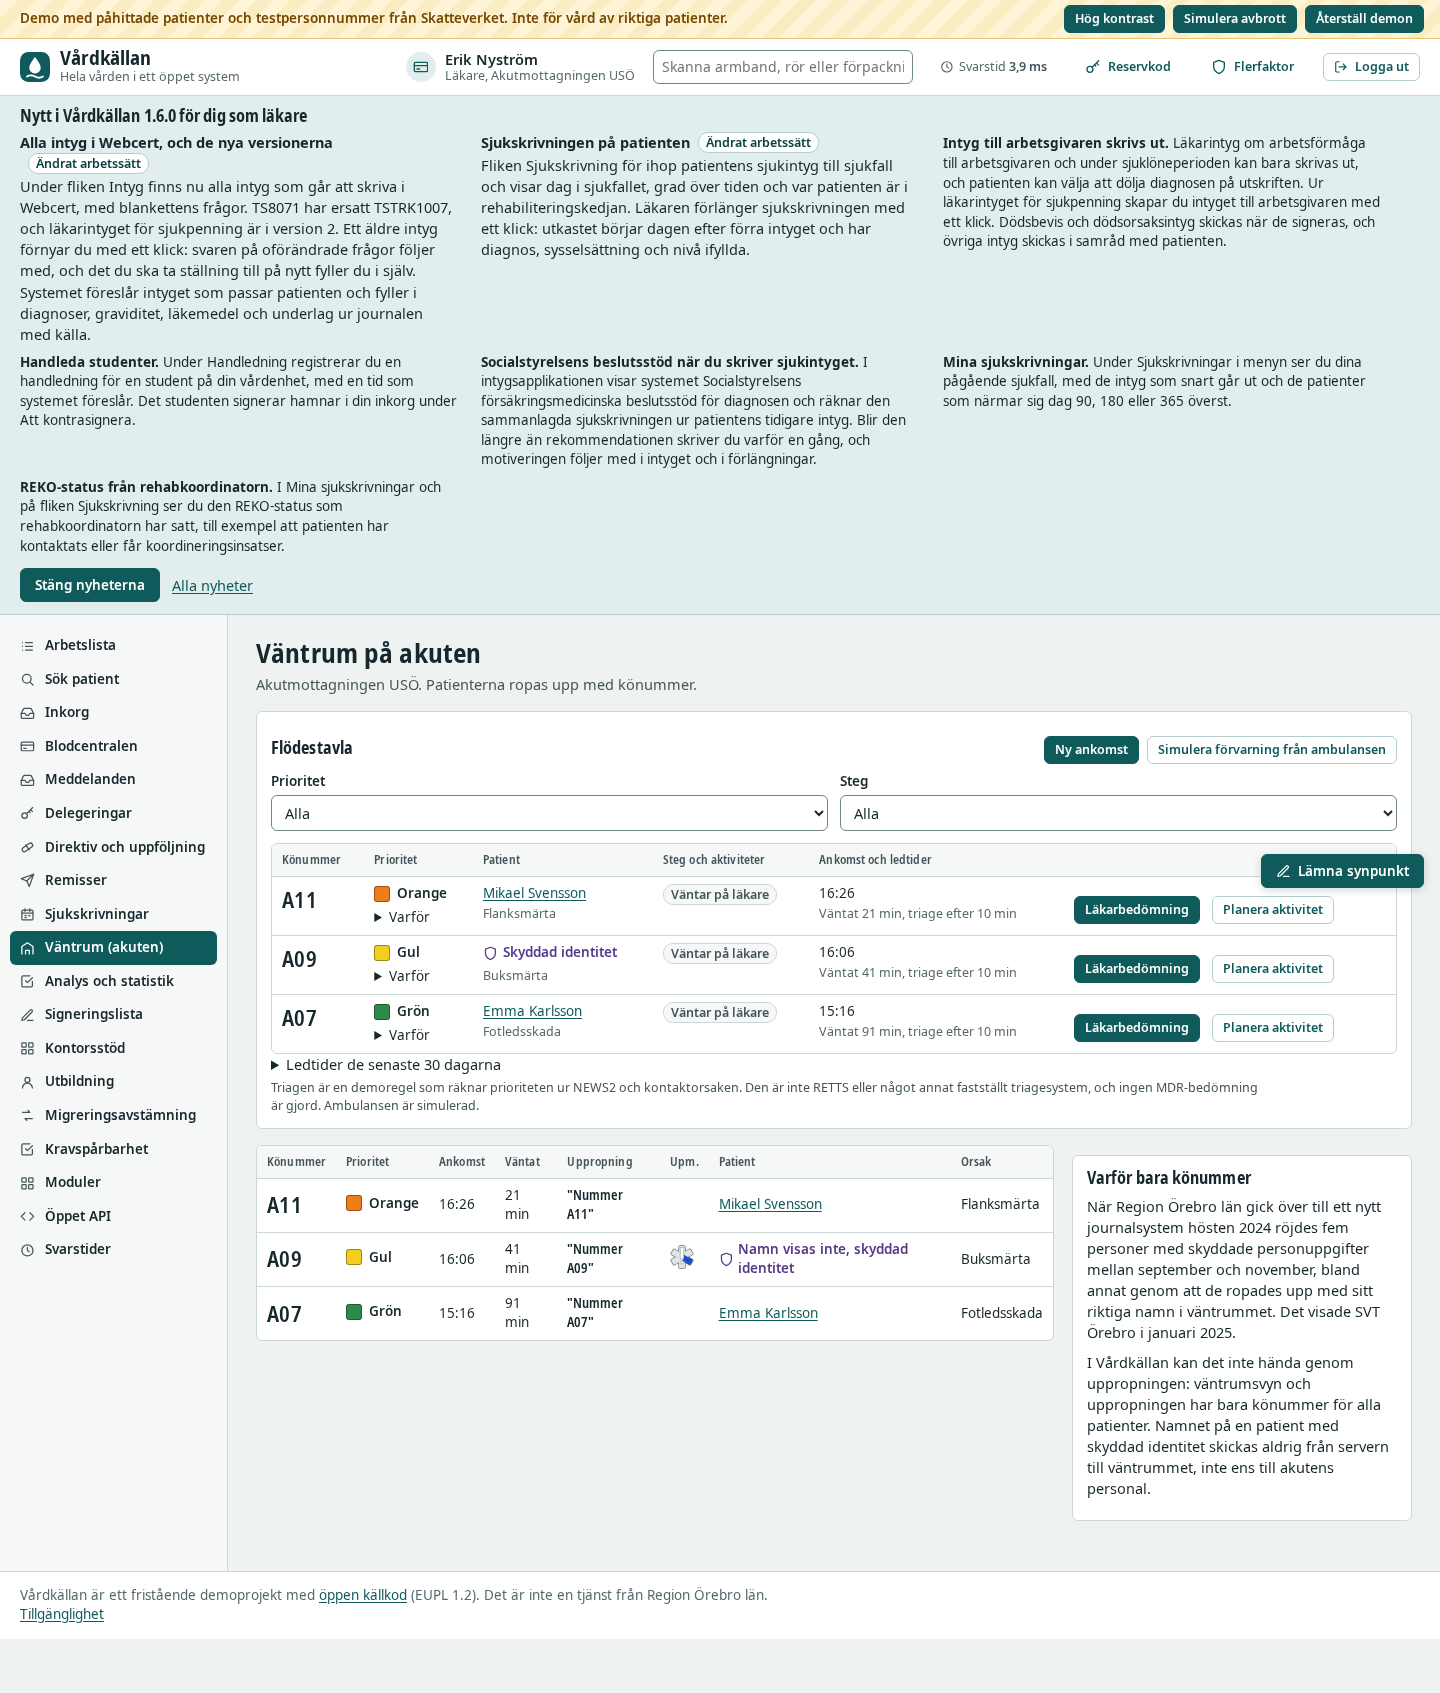 Demo med påhittade patienter och testpersonnummer från Skatteverket. Inte för vård av riktiga patienter.
Hög kontrast
Simulera avbrott
Återställ demon
Vårdkällan
Hela vården i ett öppet system
Erik Nyström
Läkare, Akutmottagningen USÖ
Skanna armband, rör eller förpackni
Svarstid 3,9 ms
Reservkod
Flerfaktor
Logga ut
Nytt i Vårdkällan 1.6.0 för dig som läkare
Alla intyg i Webcert, och de nya versionerna
Ändrat arbetssätt
Under fliken Intyg finns nu alla intyg som går att skriva i
Webcert, med blankettens frågor. TS8071 har ersatt TSTRK1007,
och läkarintyget för sjukpenning är i version 2. Ett äldre intyg
förnyar du med ett klick: svaren på oförändrade frågor följer
med, och det du ska ta ställning till på nytt fyller du i själv.
Systemet föreslår intyget som passar patienten och fyller i
diagnoser, graviditet, läkemedel och underlag ur journalen
med källa.
Sjukskrivningen på patienten Ändrat arbetssätt
Fliken Sjukskrivning för ihop patientens sjukintyg till sjukfall
och visar dag i sjukfallet, grad över tiden och var patienten är i
rehabiliteringskedjan. Läkaren förlänger sjukskrivningen med
ett klick: utkastet börjar dagen efter förra intyget och har
diagnos, sysselsättning och nivå ifyllda.
Intyg till arbetsgivaren skrivs ut. Läkarintyg om arbetsförmåga
till arbetsgivaren och under sjuklöneperioden kan bara skrivas ut,
och patienten kan välja att dölja diagnosen på utskriften. Ur
läkarintyget för sjukpenning skapar du intyget till arbetsgivaren med
ett klick. Dödsbevis och dödsorsaksintyg skickas när de signeras, och
övriga intyg skickas i samråd med patienten.
Handleda studenter. Under Handledning registrerar du en
handledning för en student på din vårdenhet, med en tid som
systemet föreslår. Det studenten signerar hamnar i din inkorg under
Att kontrasignera.
Socialstyrelsens beslutsstöd när du skriver sjukintyget. I
intygsapplikationen visar systemet Socialstyrelsens
försäkringsmedicinska beslutsstöd för diagnosen och räknar den
sammanlagda sjukskrivningen ur patientens tidigare intyg. Blir den
längre än rekommendationen skriver du varför en gång, och
motiveringen följer med i intyget och i förlängningar.
Mina sjukskrivningar. Under Sjukskrivningar i menyn ser du dina
pågående sjukfall, med de intyg som snart går ut och de patienter
som närmar sig dag 90, 180 eller 365 överst.
REKO-status från rehabkoordinatorn. I Mina sjukskrivningar och
på fliken Sjukskrivning ser du den REKO-status som
rehabkoordinatorn har satt, till exempel att patienten har
kontaktats eller får koordineringsinsatser.
Stäng nyheterna
Alla nyheter
Arbetslista
Sök patient
Inkorg
Blodcentralen
Meddelanden
Delegeringar
Direktiv och uppföljning
Remisser
Sjukskrivningar
Väntrum (akuten)
Analys och statistik
Signeringslista
Kontorsstöd
Utbildning
Migreringsavstämning
Kravspårbarhet
Moduler
Öppet API
Svarstider
Väntrum på akuten
Akutmottagningen USÖ. Patienterna ropas upp med könummer.
Flödestavla
Ny ankomst
Simulera förvarning från ambulansen
Prioritet
Alla
Steg
Alla
Könummer Prioritet Patient Steg och aktiviteter Ankomst och ledtider
Lämna synpunkt
A11 Orange Mikael Svensson Väntar på läkare 16:26
Varför Flanksmärta Väntat 21 min, triage efter 10 min Läkarbedömning Planera aktivitet
A09 Gul Skyddad identitet Väntar på läkare 16:06
Varför Buksmärta Väntat 41 min, triage efter 10 min Läkarbedömning Planera aktivitet
A07 Grön Emma Karlsson Väntar på läkare 15:16
Varför Fotledsskada Väntat 91 min, triage efter 10 min Läkarbedömning Planera aktivitet
Ledtider de senaste 30 dagarna
Triagen är en demoregel som räknar prioriteten ur NEWS2 och kontaktorsaken. Den är inte RETTS eller något annat fastställt triagesystem, och ingen MDR-bedömning
är gjord. Ambulansen är simulerad.
Könummer Prioritet Ankomst Väntat Uppropning Upm. Patient Orsak
A11 Orange 16:26 21 min "Nummer A11" Mikael Svensson Flanksmärta
A09 Gul 16:06 41 min "Nummer A09" Namn visas inte, skyddad identitet Buksmärta
A07 Grön 15:16 91 min "Nummer A07" Emma Karlsson Fotledsskada
Varför bara könummer
När Region Örebro län gick över till ett nytt
journalsystem hösten 2024 röjdes fem
personer med skyddade personuppgifter
mellan september och november, bland
annat genom att de ropades upp med sitt
riktiga namn i väntrummet. Det visade SVT
Örebro i januari 2025.
I Vårdkällan kan det inte hända genom
uppropningen: väntrumsvyn och
uppropningen har bara könummer för alla
patienter. Namnet på en patient med
skyddad identitet skickas aldrig från servern
till väntrummet, inte ens till akutens
personal.
Vårdkällan är ett fristående demoprojekt med öppen källkod (EUPL 1.2). Det är inte en tjänst från Region Örebro län.
Tillgänglighet